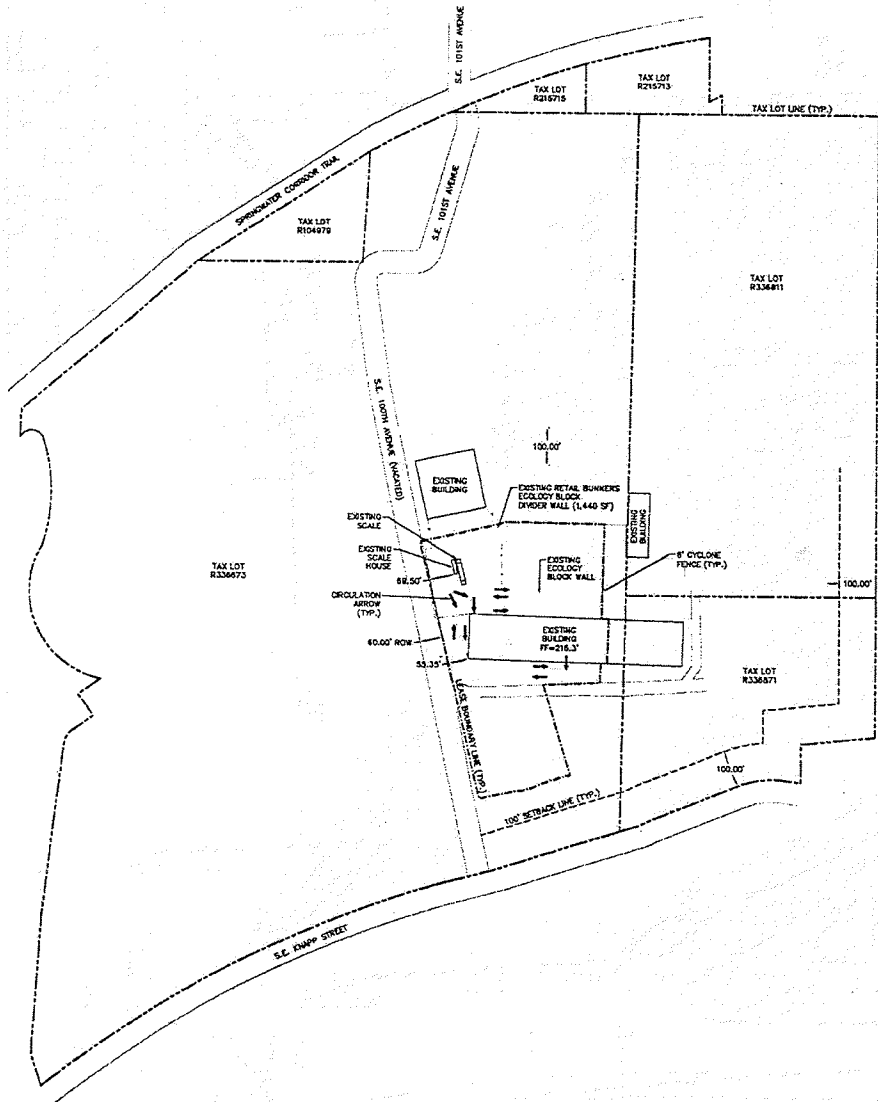 S.E. 101ST AVENUE
TAX LOT
R215715
TAX LOT
R215713
TAX LOT LINE (TYP.)
SPRINGWATER CORRIDOR TRAIL
TAX LOT
R104979
S.E. 101ST AVENUE
TAX LOT
R336811
S.E. 100TH AVENUE (VACATED)
100.00'
EXISTING
BUILDING
EXISTING RETAIL BUNKERS
ECOLOGY BLOCK
DIVIDER WALL (1,440 SF)
EXISTING
SCALE
EXISTING
BUILDING
EXISTING
SCALE
HOUSE
EXISTING
ECOLOGY
BLOCK WALL
6' CYCLONE
FENCE (TYP.)
TAX LOT
R336673
69.50'
100.00'
CIRCULATION
ARROW
(TYP.)
60.00' ROW
EXISTING
BUILDING
FF=216.3'
53.35'
TAX LOT
R336871
LEASE BOUNDARY LINE (TYP.)
100.00'
100' SETBACK LINE (TYP.)
S.E. KNAPP STREET